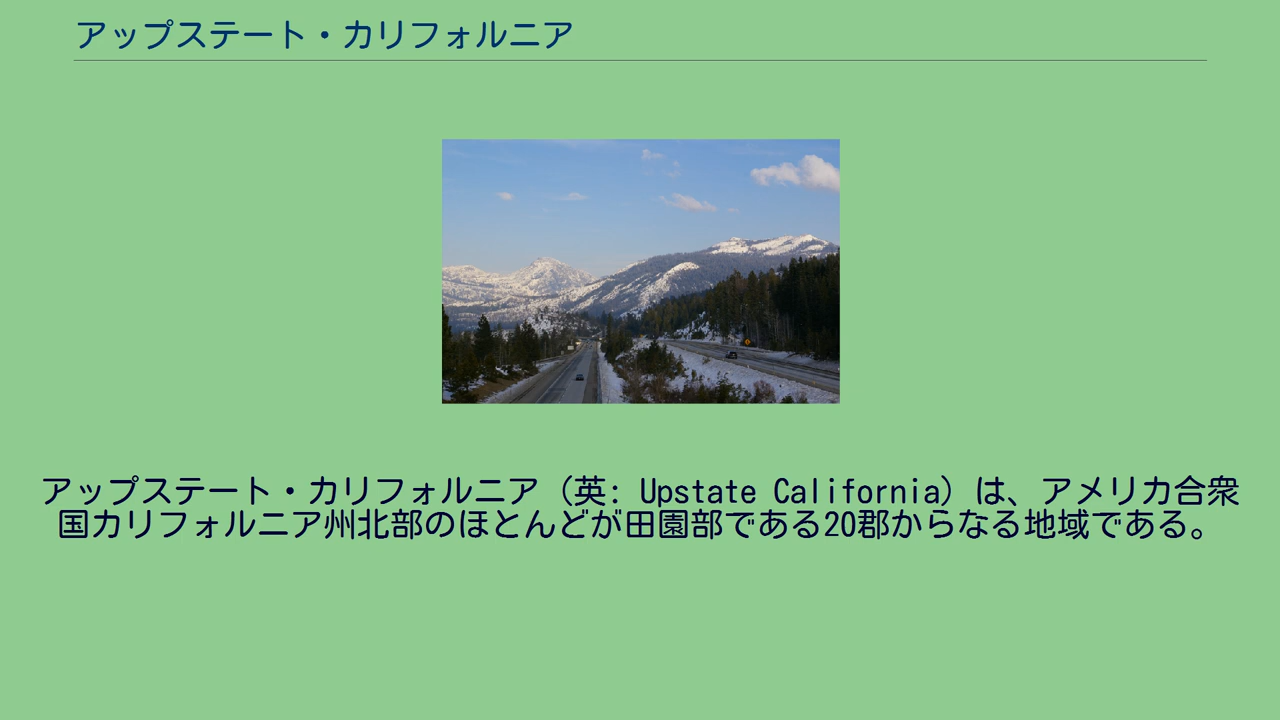 アップステート・カリフォルニア
アップステート・カリフォルニア（英: Upstate California）は、アメリカ合衆
国カリフォルニア州北部のほとんどが田園部である20郡からなる地域である。